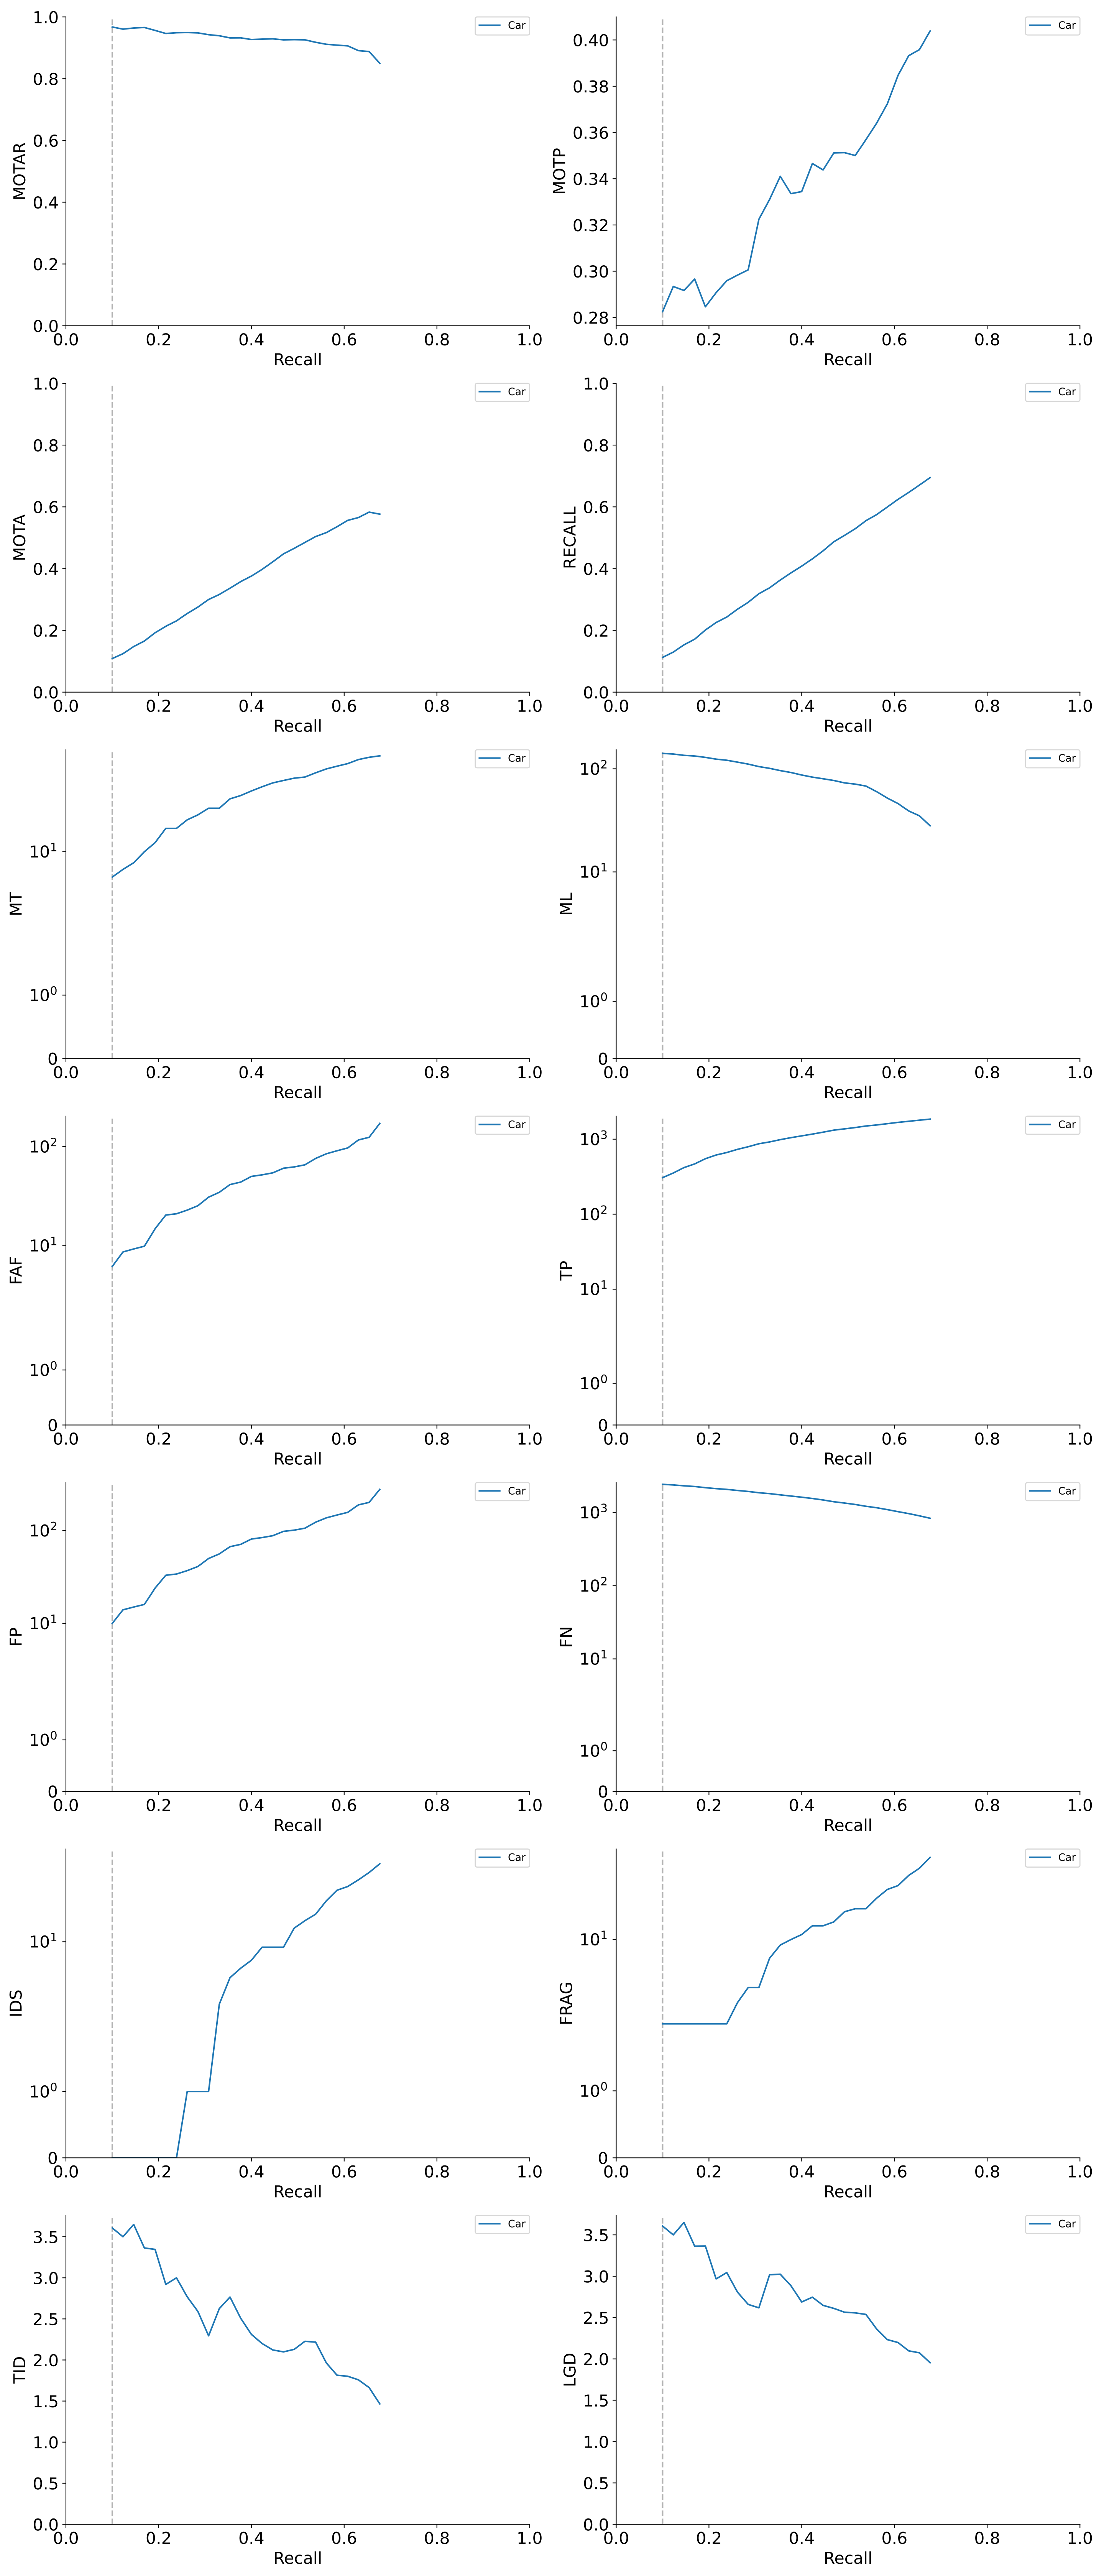 1.0
0.8
0.6
0.4
0.2
0.0
MOTAR
Car
0.0 0.2 0.4 0.6 0.8 1.0
Recall
0.40
0.38
0.36
0.34
0.32
0.30
0.28
MOTP
Car
0.0 0.2 0.4 0.6 0.8 1.0
Recall
1.0
0.8
0.6
0.4
0.2
0.0
MOTA
Car
0.0 0.2 0.4 0.6 0.8 1.0
Recall
1.0
0.8
0.6
0.4
0.2
0.0
RECALL
Car
0.0 0.2 0.4 0.6 0.8 1.0
Recall
10¹
10⁰
0
MT
Car
0.0 0.2 0.4 0.6 0.8 1.0
Recall
10²
10¹
10⁰
0
ML
Car
0.0 0.2 0.4 0.6 0.8 1.0
Recall
10²
10¹
10⁰
0
FAF
Car
0.0 0.2 0.4 0.6 0.8 1.0
Recall
10³
10²
10¹
10⁰
0
TP
Car
0.0 0.2 0.4 0.6 0.8 1.0
Recall
10²
10¹
10⁰
0
FP
Car
0.0 0.2 0.4 0.6 0.8 1.0
Recall
10³
10²
10¹
10⁰
0
FN
Car
0.0 0.2 0.4 0.6 0.8 1.0
Recall
10¹
10⁰
0
IDS
Car
0.0 0.2 0.4 0.6 0.8 1.0
Recall
10¹
10⁰
0
FRAG
Car
0.0 0.2 0.4 0.6 0.8 1.0
Recall
3.5
3.0
2.5
2.0
1.5
1.0
0.5
0.0
TID
Car
0.0 0.2 0.4 0.6 0.8 1.0
Recall
3.5
3.0
2.5
2.0
1.5
1.0
0.5
0.0
LGD
Car
0.0 0.2 0.4 0.6 0.8 1.0
Recall